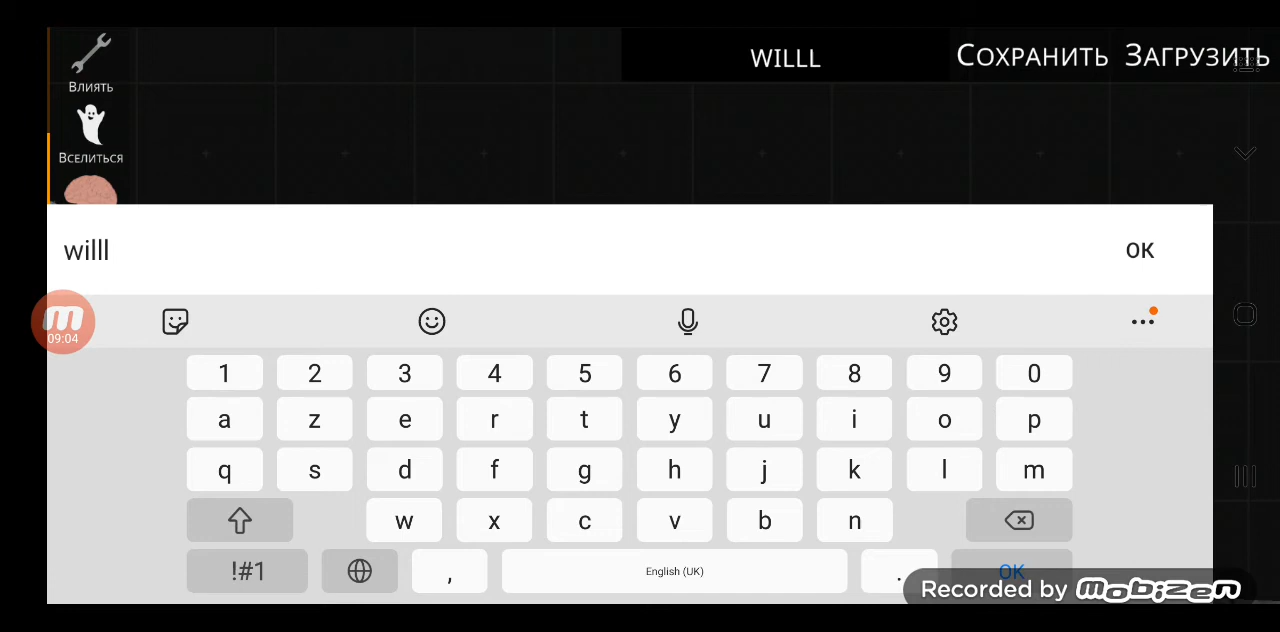 Влиять
WILLL
Сохранить Загрузить
Вселиться
willl
OK
09:04
1 2 3 4 5 6 7 8 9 0
a z e r t y u i o p
q s d f g h j k l m
w x c v b n
!#1 , English (UK) . OK
Recorded by mobizen